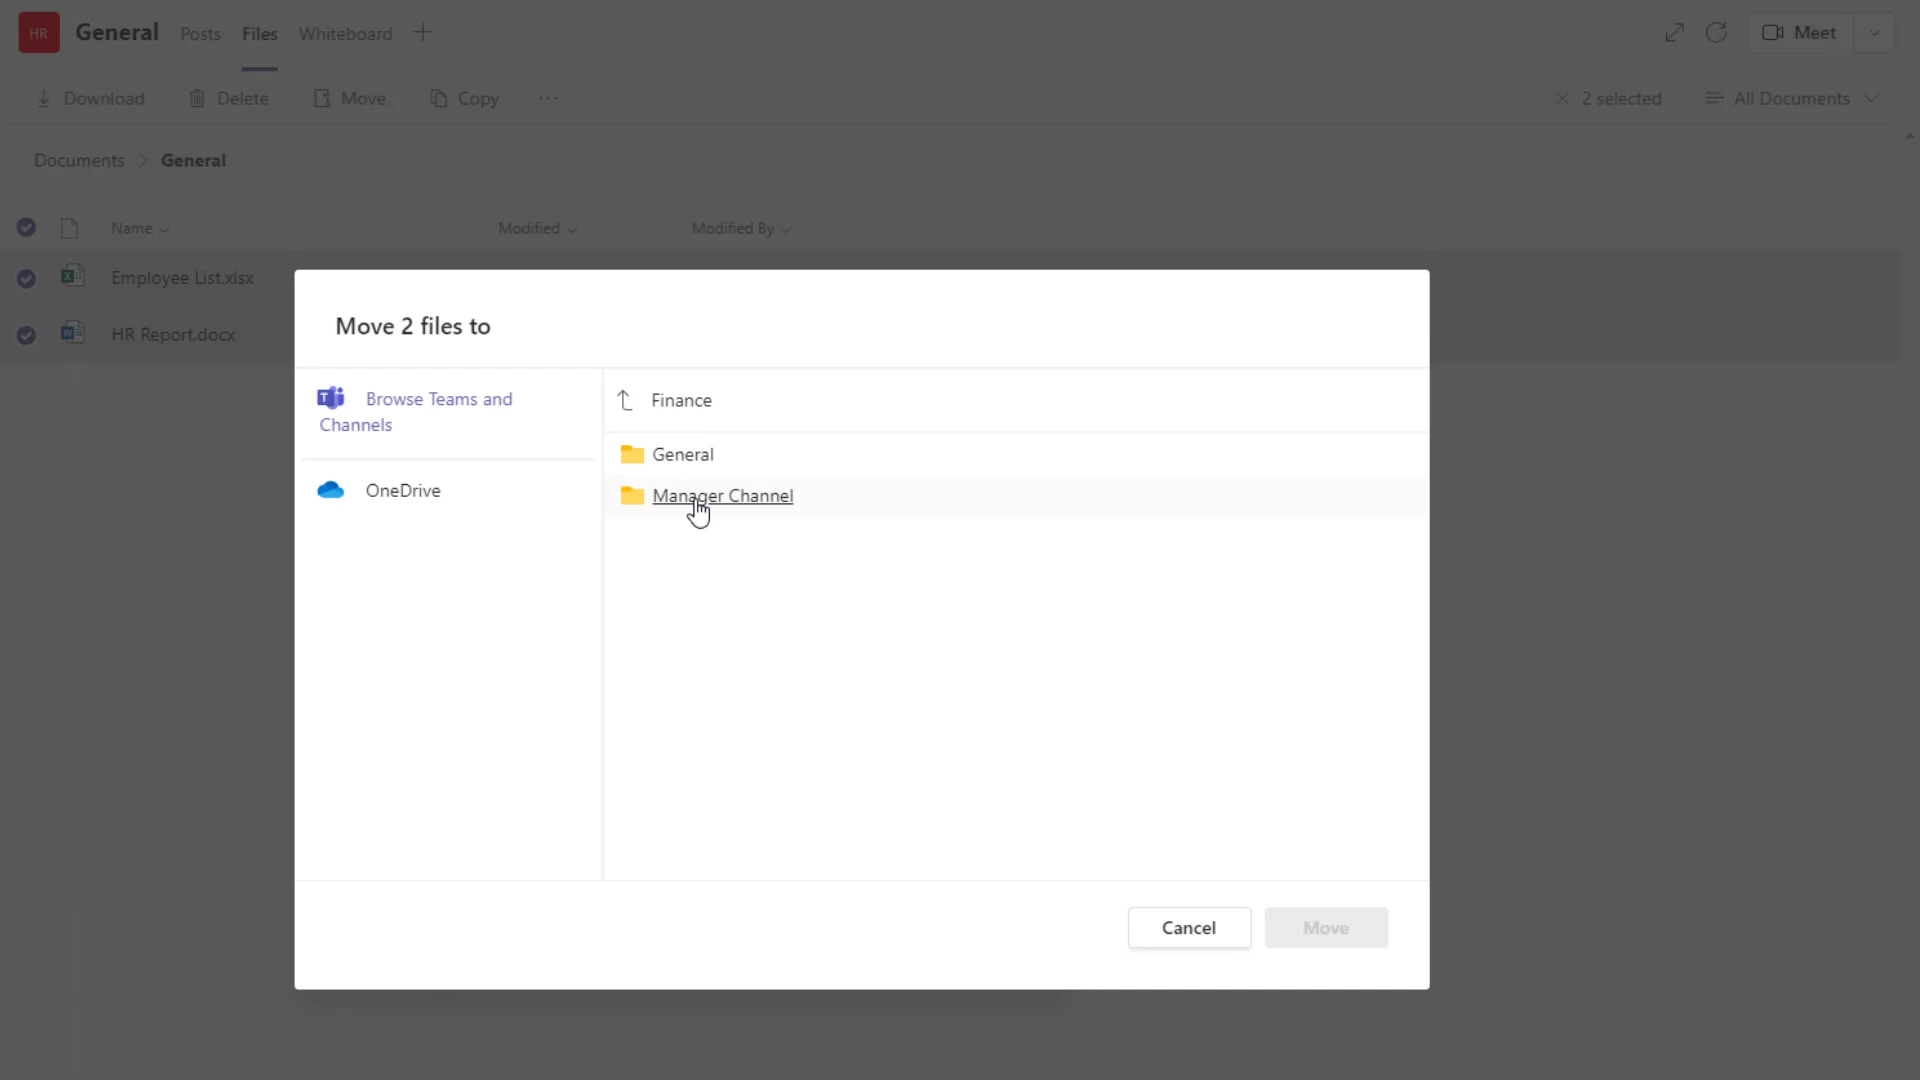 HR General Posts Files Whiteboard Meet
Download Delete Move Copy ... 2 selected All Documents
Documents > General
Name Modified Modified By
Employee List.xlsx
HR Report.docx
Move 2 files to
Browse Teams and
Channels
OneDrive
Finance
General
Manager Channel
Cancel Move